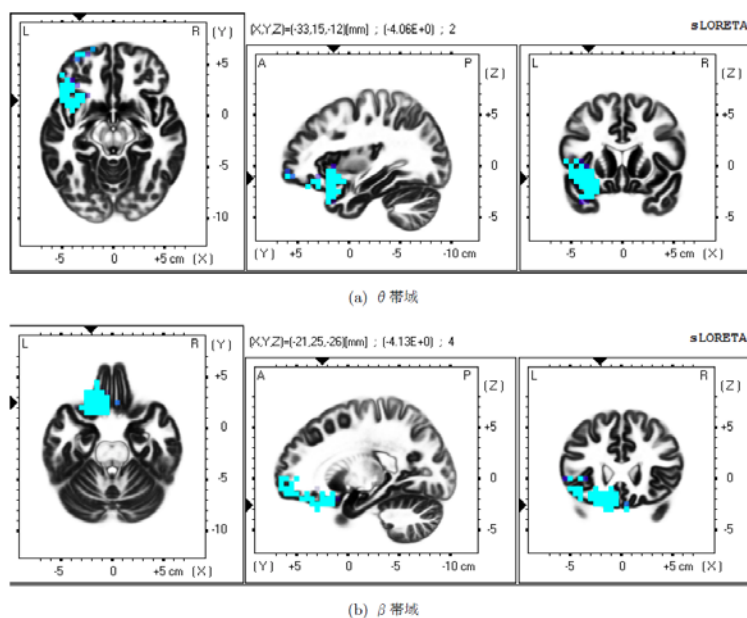 L R (Y) (X,Y,Z)=(-33,15,-12)[mm] ; (-4.06E+0) ; 2 sLORETA
A P (Z) L R (Z)
+5 0 -5 -10
+5 0 -5
+5 0 -5
-5 0 +5 cm (X)
(Y) +5 0 -5 -10 cm
-5 0 +5 cm (X)
(a) θ 帯域
L R (Y) (X,Y,Z)=(-21,25,-26)[mm] ; (-4.13E+0) ; 4 sLORETA
A P (Z) L R (Z)
+5 0 -5 -10
+5 0 -5
+5 0 -5
-5 0 +5 cm (X)
(Y) +5 0 -5 -10 cm
-5 0 +5 cm (X)
(b) β 帯域